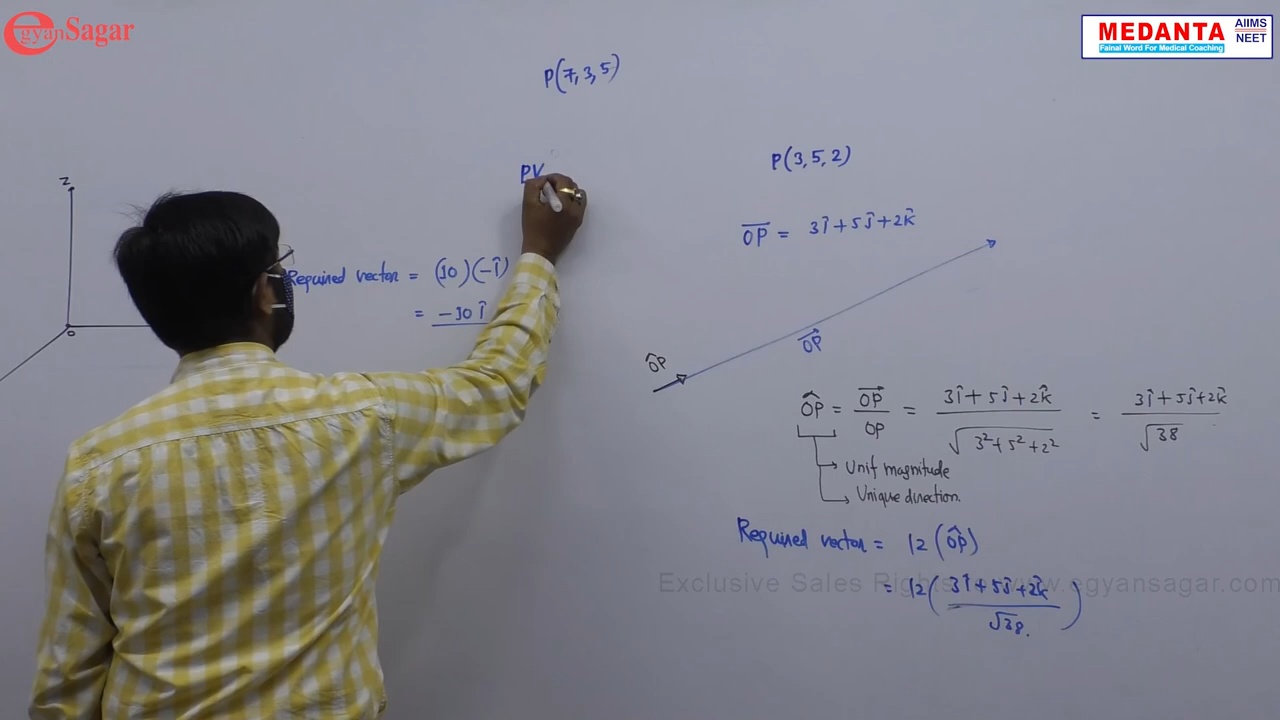 egyanSagar
MEDANTA
AIIMS
NEET
Fainal Word For Medical Coaching
P(7,3,5)
Z
O
PV
Required vector = (10)(-î)
= -10î
P(3,5,2)
OP = 3î+5ĵ+2k̂
OP
ÔP
ÔP = OP/OP = 3î+5ĵ+2k̂/√3²+5²+2² = 3î+5ĵ+2k̂/√38
Unit magnitude
Unique direction.
Required vector = 12(ÔP)
= 12(3î+5ĵ+2k̂/√38.)
Exclusive Sales Rights www.egyansagar.com